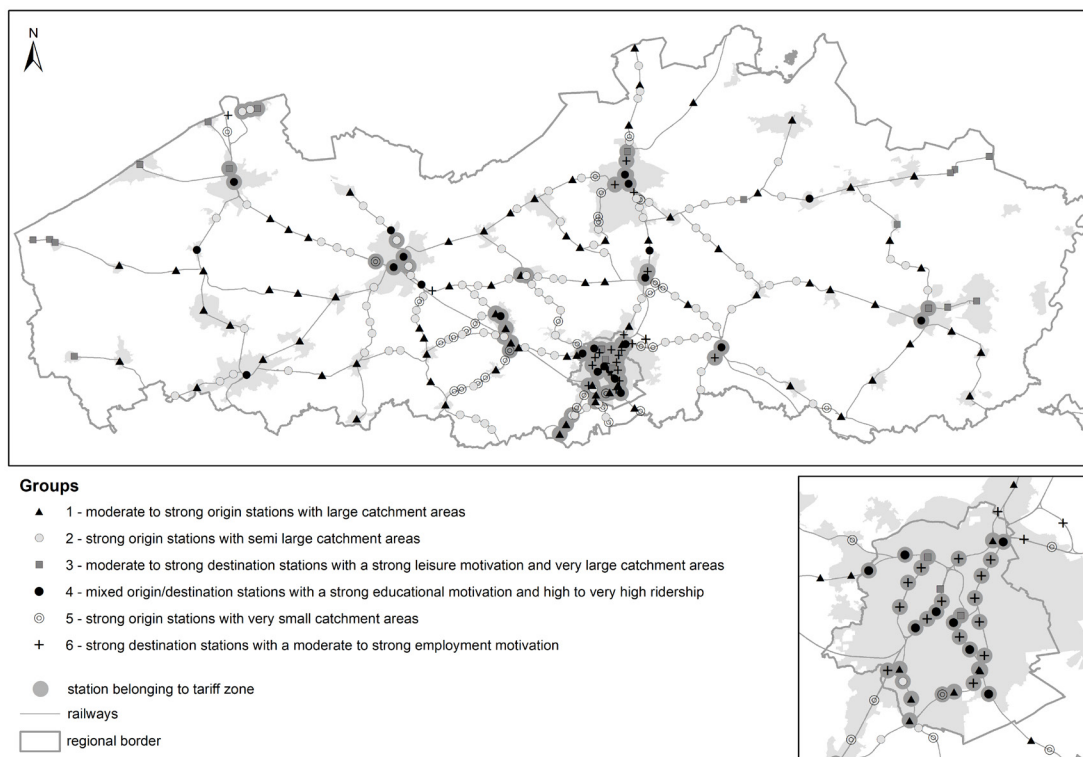 N
Groups
1 - moderate to strong origin stations with large catchment areas
2 - strong origin stations with semi large catchment areas
3 - moderate to strong destination stations with a strong leisure motivation and very large catchment areas
4 - mixed origin/destination stations with a strong educational motivation and high to very high ridership
5 - strong origin stations with very small catchment areas
6 - strong destination stations with a moderate to strong employment motivation
station belonging to tariff zone
railways
regional border